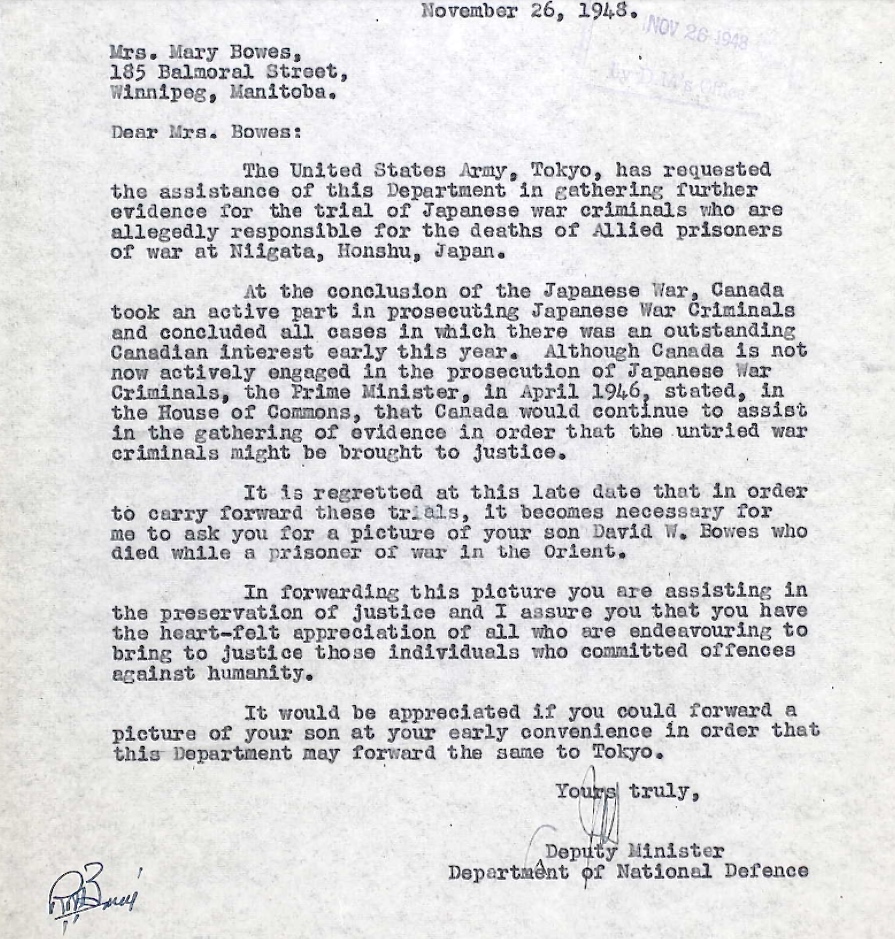 November 26, 1948.
NOV 26 1948
by D.M's Office
Mrs. Mary Bowes,
185 Balmoral Street,
Winnipeg, Manitoba.
Dear Mrs. Bowes:
The United States Army, Tokyo, has requested
the assistance of this Department in gathering further
evidence for the trial of Japanese war criminals who are
allegedly responsible for the deaths of Allied prisoners
of war at Niigata, Honshu, Japan.
At the conclusion of the Japanese War, Canada
took an active part in prosecuting Japanese War Criminals
and concluded all cases in which there was an outstanding
Canadian interest early this year. Although Canada is not
now actively engaged in the prosecution of Japanese War
Criminals, the Prime Minister, in April 1946, stated, in
the House of Commons, that Canada would continue to assist
in the gathering of evidence in order that the untried war
criminals might be brought to justice.
It is regretted at this late date that in order
to carry forward these trials, it becomes necessary for
me to ask you for a picture of your son David W. Bowes who
died while a prisoner of war in the Orient.
In forwarding this picture you are assisting in
the preservation of justice and I assure you that you have
the heart-felt appreciation of all who are endeavouring to
bring to justice those individuals who committed offences
against humanity.
It would be appreciated if you could forward a
picture of your son at your early convenience in order that
this Department may forward the same to Tokyo.
Yours truly,
Deputy Minister
Department of National Defence